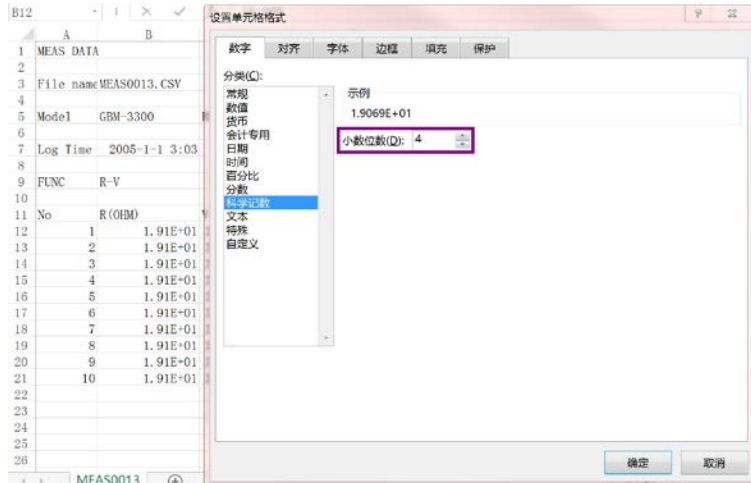 B12
设置单元格格式
A B
1 MEAS DATA
2
3 File name MEAS0013.CSV
4
5 Model GBM-3300
6
7 Log Time 2005-1-1 3:03
8
9 FUNC R-V
10
11 No R(OHM) V
12 1 1.91E+01
13 2 1.91E+01
14 3 1.91E+01
15 4 1.91E+01
16 5 1.91E+01
17 6 1.91E+01
18 7 1.91E+01
19 8 1.91E+01
20 9 1.91E+01
21 10 1.91E+01
22
23
24
25
26
MEAS0013
数字 对齐 字体 边框 填充 保护
分类(C):
常规
数值
货币
会计专用
日期
时间
百分比
分数
科学记数
文本
特殊
自定义
示例
1.9069E+01
小数位数(D): 4
确定 取消